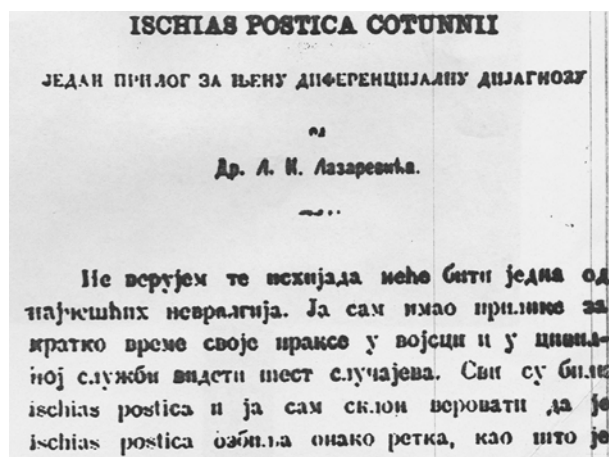 ISCHIAS POSTICA COTUNNII
ЈЕДАН ПРИЛОГ ЗА ЊЕНУ ДИФЕРЕНЦИЈАЛНУ ДИЈАГНОЗУ
од
Др. Л. К. Лазаревића.
Не верујем те исхијада неће бити једна од
најчешћих невралгија. Ја сам имао прилике за
кратко време своје праксе у војсци и у цивил-
ној служби видети шест случајева. Сви су били
ischias postica и ја сам склон веровати да је
ischias postica озбиља онако ретка, као што је